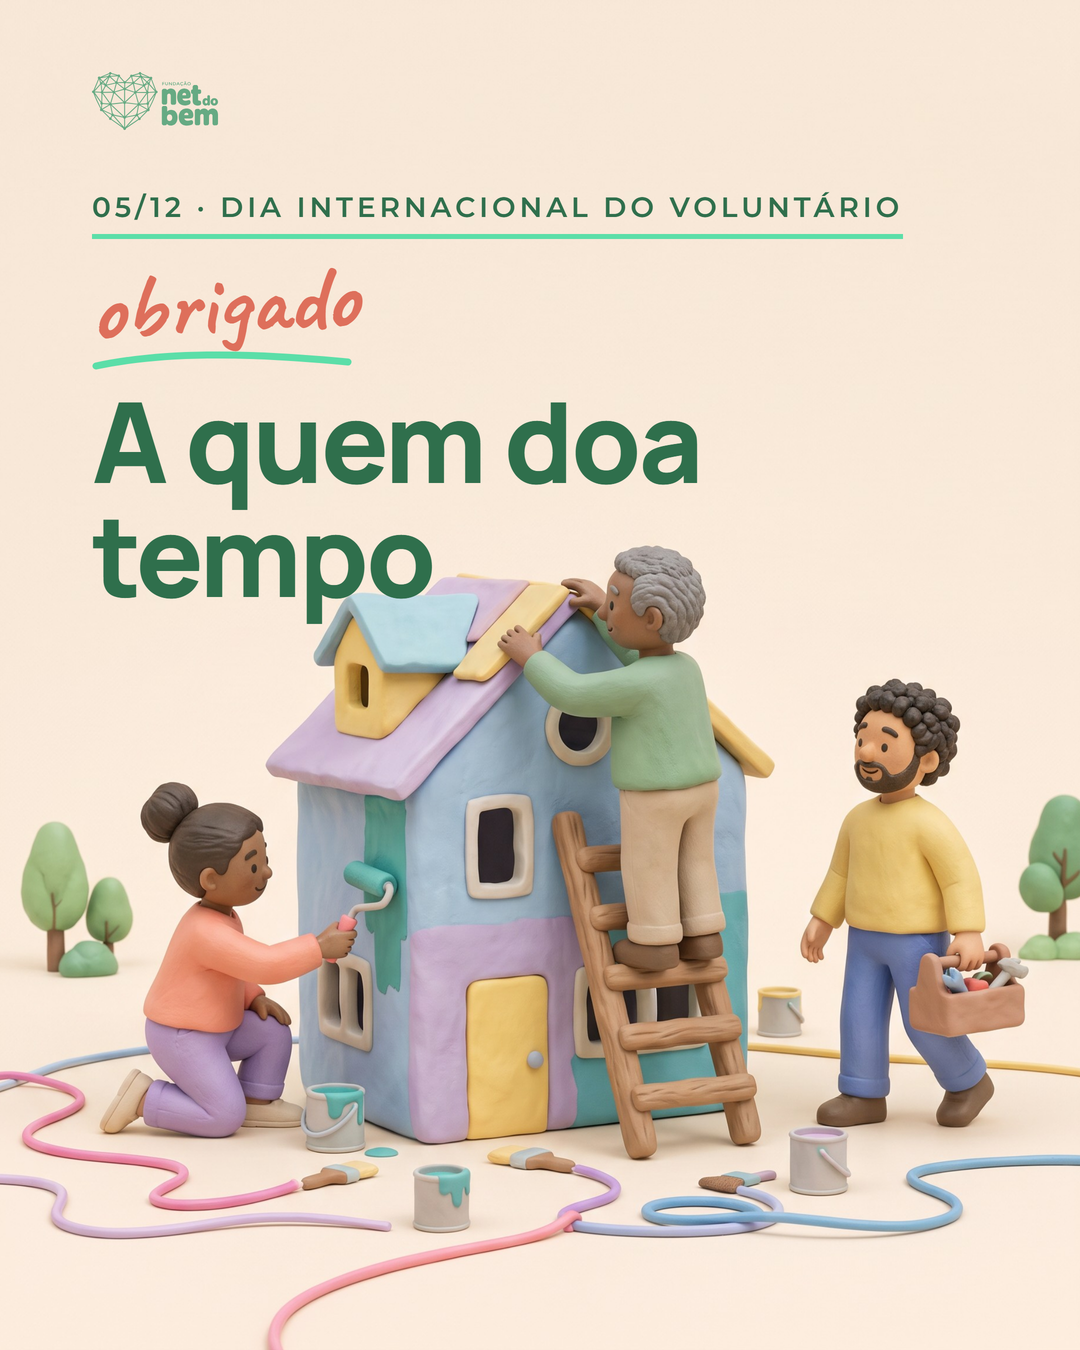 FUNDAÇÃO
net do
bem
05/12 · DIA INTERNACIONAL DO VOLUNTÁRIO
obrigado
A quem doa
tempo